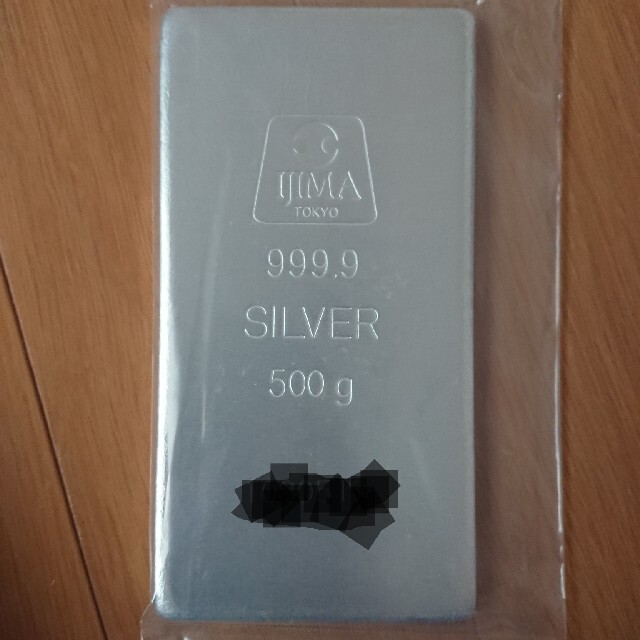 IJIMA
TOKYO
999.9
SILVER
500 g